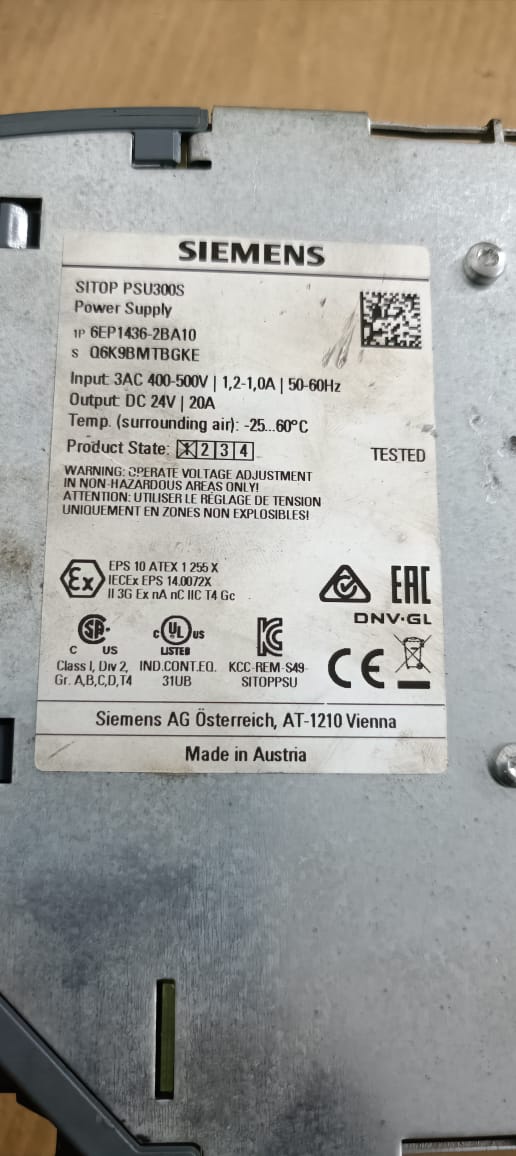 SIEMENS
SITOP PSU300S
Power Supply
1P 6EP1436-2BA10
S Q6K9BMTBGKE
Input: 3AC 400-500V | 1,2-1,0A | 50-60Hz
Output: DC 24V | 20A
Temp. (surrounding air): -25...60°C
Product State: X 2 3 4
TESTED
WARNING: OPERATE VOLTAGE ADJUSTMENT
IN NON-HAZARDOUS AREAS ONLY!
ATTENTION: UTILISER LE RÉGLAGE DE TENSION
UNIQUEMENT EN ZONES NON EXPLOSIBLES!
Ex
EPS 10 ATEX 1 255 X
IECEx EPS 14.0072X
II 3G Ex nA nC IIC T4 Gc
EAC
DNV·GL
C SA US
Class I, Div 2,
Gr. A,B,C,D,T4
C UL US
LISTED
IND.CONT.EQ.
31UB
KC
KCC-REM-S49-
SITOPPSU
CE
Siemens AG Österreich, AT-1210 Vienna
Made in Austria